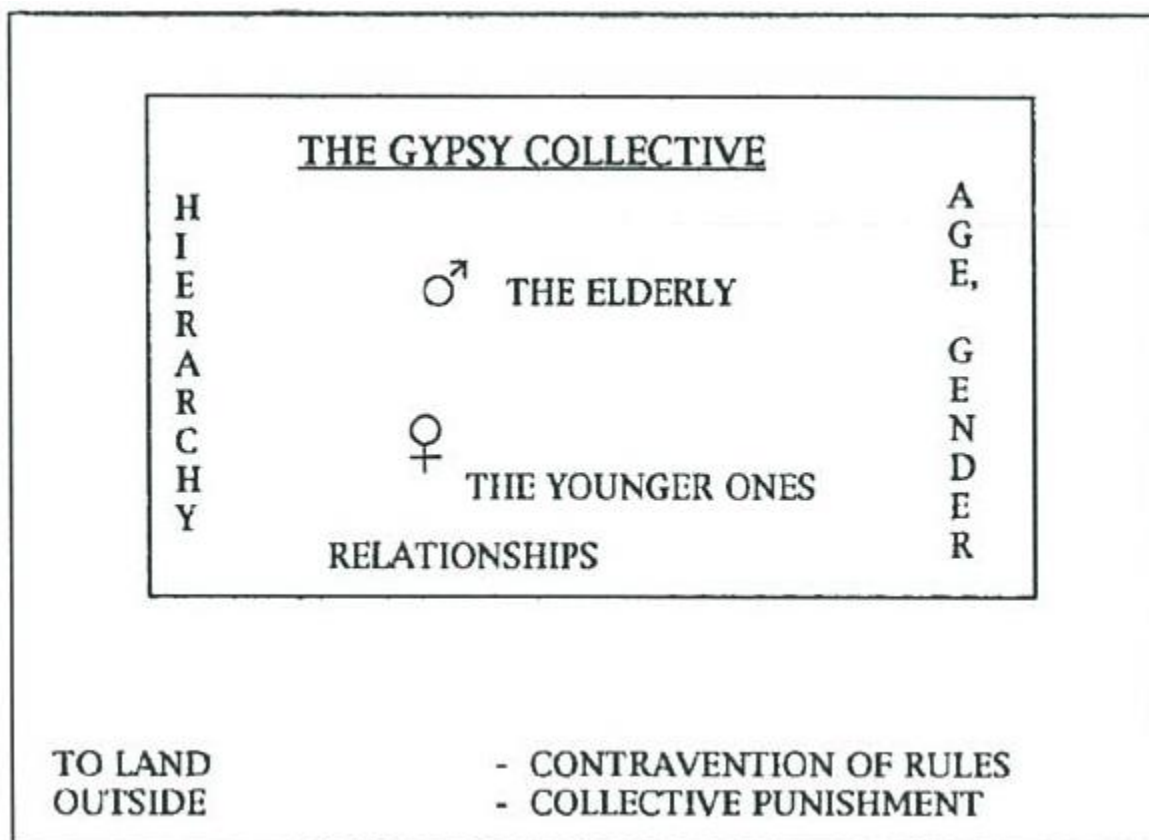 THE GYPSY COLLECTIVE
HIERARCHY
AGE, GENDER
♂ THE ELDERLY
♀ THE YOUNGER ONES
RELATIONSHIPS
TO LAND - CONTRAVENTION OF RULES
OUTSIDE - COLLECTIVE PUNISHMENT